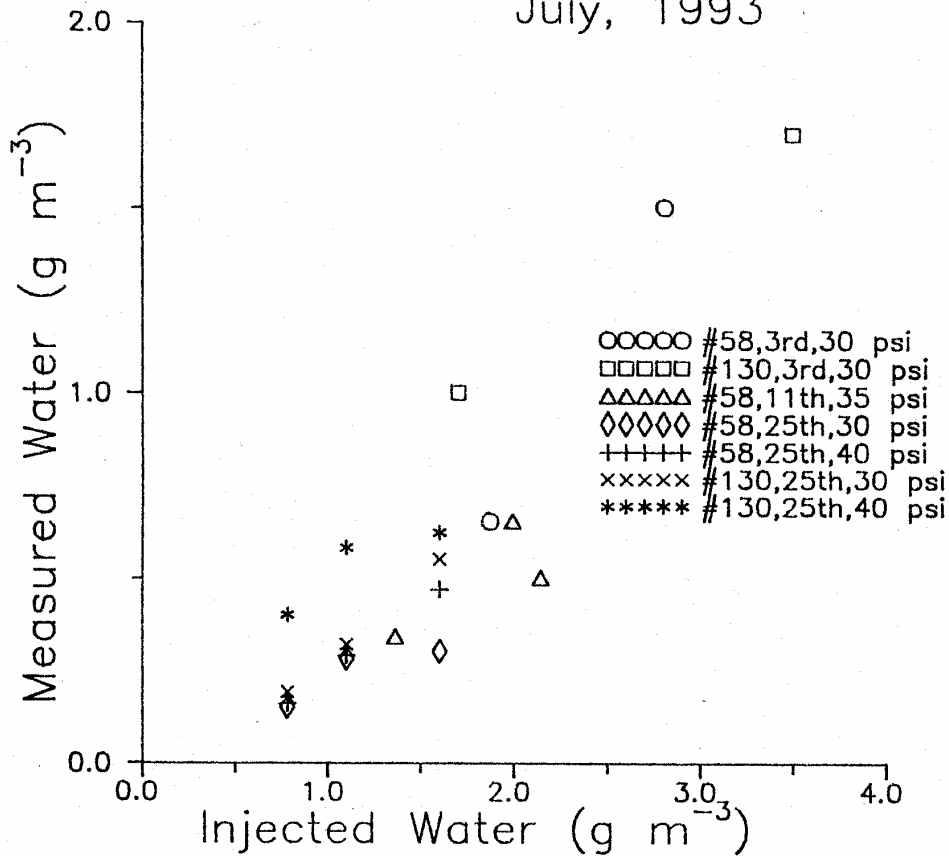 July, 1993
2.0
1.0
0.0
Measured Water (g m⁻³)
#58,3rd,30 psi
#130,3rd,30 psi
#58,11th,35 psi
#58,25th,30 psi
#58,25th,40 psi
#130,25th,30 psi
#130,25th,40 psi
0.0 1.0 2.0 3.0 4.0
Injected Water (g m⁻³)